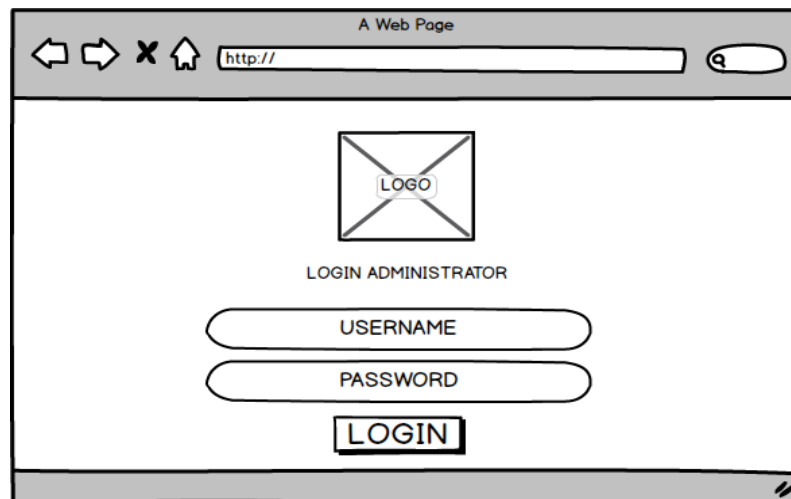 A Web Page
http://
LOGO
LOGIN ADMINISTRATOR
USERNAME
PASSWORD
LOGIN